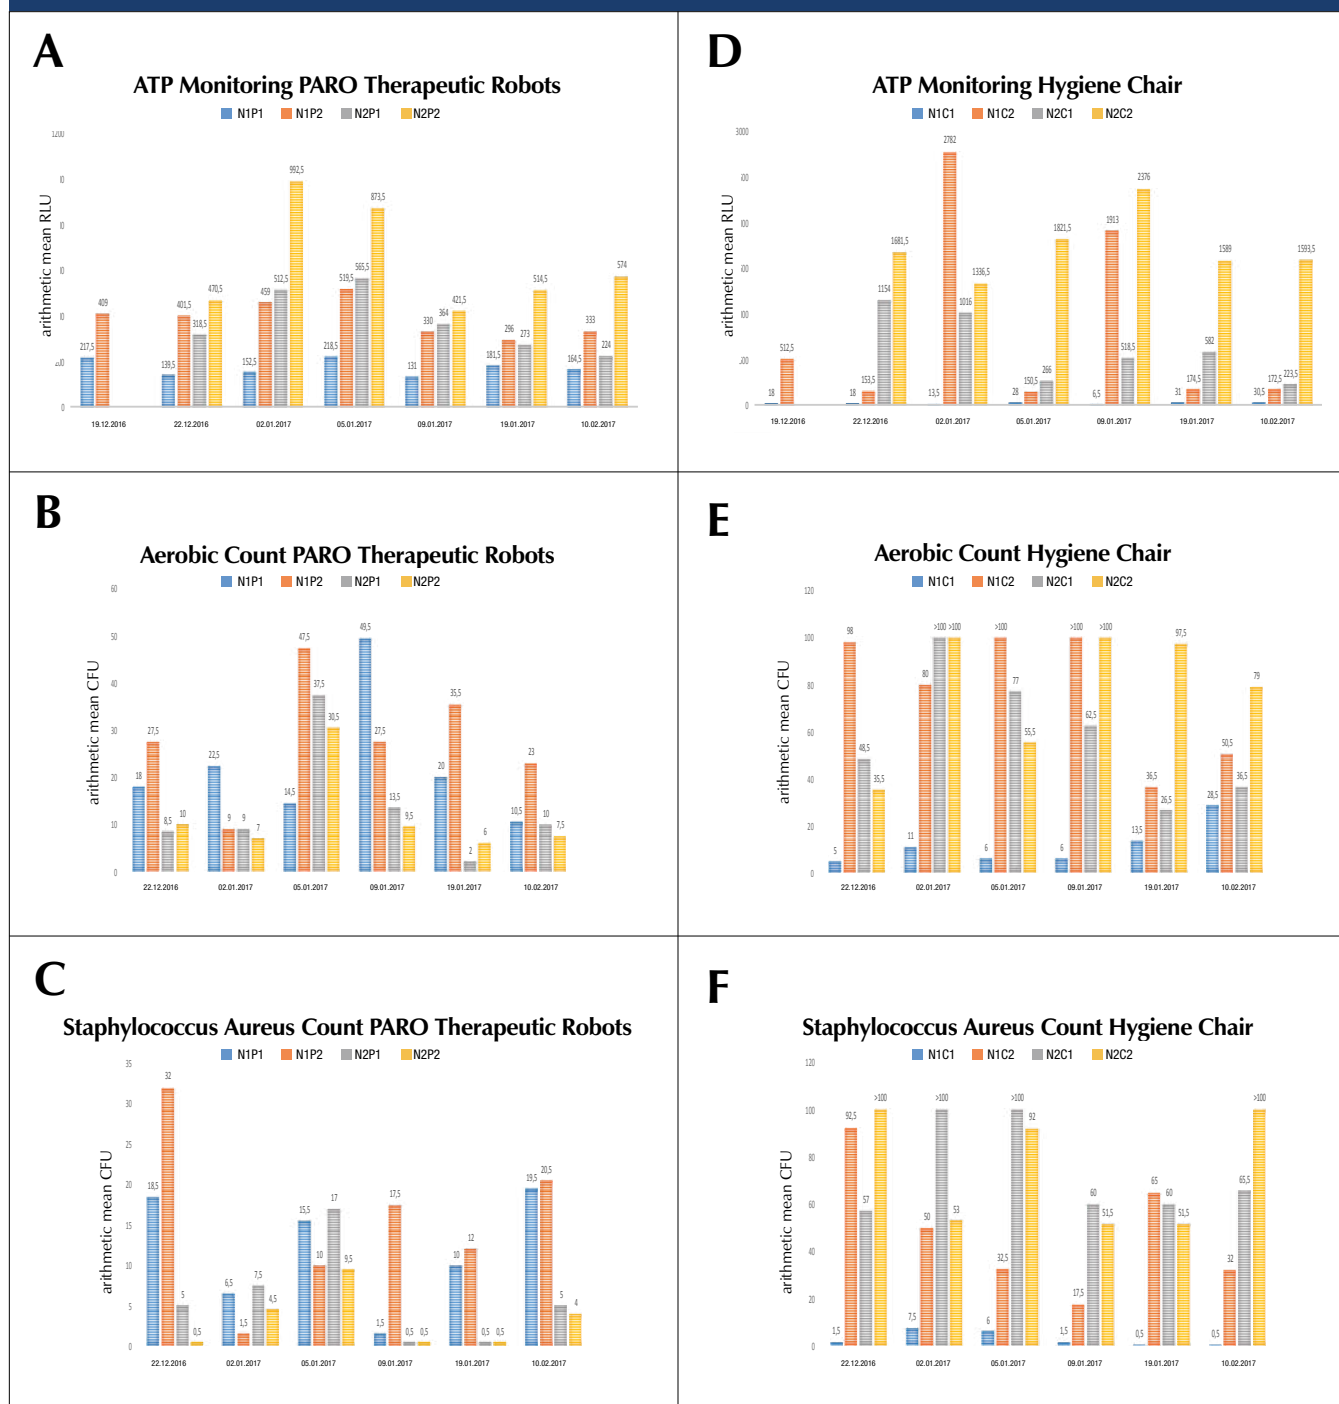 A
ATP Monitoring PARO Therapeutic Robots
N1P1 N1P2 N2P1 N2P2
arithmetic mean RLU
1200
0
217,5 409
139,5 401,5 318,5 470,5
152,5 459 512,5 992,5
218,5 519,5 565,5 873,5
131 330 364 421,5
181,5 296 273 514,5
164,5 333 224 574
19.12.2016 22.12.2016 02.01.2017 05.01.2017 09.01.2017 19.01.2017 10.02.2017
D
ATP Monitoring Hygiene Chair
N1C1 N1C2 N2C1 N2C2
arithmetic mean RLU
3000
0
18 512,5
18 153,5 1154 1681,5
13,5 2782 1016 1336,5
28 150,5 266 1821,5
6,5 1913 518,5 2376
31 174,5 582 1589
30,5 172,5 223,5 1593,5
19.12.2016 22.12.2016 02.01.2017 05.01.2017 09.01.2017 19.01.2017 10.02.2017
B
Aerobic Count PARO Therapeutic Robots
N1P1 N1P2 N2P1 N2P2
arithmetic mean CFU
60
50
40
30
20
10
0
18 27,5 8,5 10
22,5 9 9 7
14,5 47,5 37,5 30,5
49,5 27,5 13,5 9,5
20 35,5 2 6
10,5 23 10 7,5
22.12.2016 02.01.2017 05.01.2017 09.01.2017 19.01.2017 10.02.2017
E
Aerobic Count Hygiene Chair
N1C1 N1C2 N2C1 N2C2
arithmetic mean CFU
120
100
80
60
40
20
0
5 98 48,5 35,5
11 80 >100 >100
6 >100 77 55,5
6 >100 62,5 >100
13,5 36,5 26,5 97,5
28,5 50,5 36,5 79
22.12.2016 02.01.2017 05.01.2017 09.01.2017 19.01.2017 10.02.2017
C
Staphylococcus Aureus Count PARO Therapeutic Robots
N1P1 N1P2 N2P1 N2P2
arithmetic mean CFU
35
30
25
20
15
10
5
0
18,5 32 5 0,5
6,5 1,5 7,5 4,5
15,5 10 17 9,5
1,5 17,5 0,5 0,5
10 12 0,5 0,5
19,5 20,5 5 4
22.12.2016 02.01.2017 05.01.2017 09.01.2017 19.01.2017 10.02.2017
F
Staphylococcus Aureus Count Hygiene Chair
N1C1 N1C2 N2C1 N2C2
arithmetic mean CFU
120
100
80
60
40
20
0
1,5 92,5 57 >100
7,5 50 >100 53
6 32,5 >100 92
1,5 17,5 60 51,5
0,5 65 60 51,5
0,5 32 65,5 >100
22.12.2016 02.01.2017 05.01.2017 09.01.2017 19.01.2017 10.02.2017